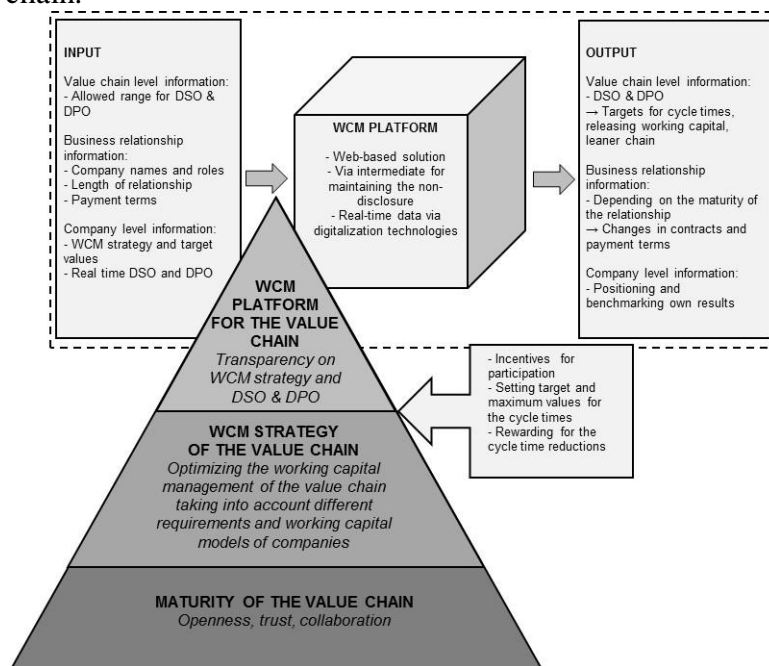 chain.
INPUT
Value chain level information:
- Allowed range for DSO &
DPO
Business relationship
information:
- Company names and roles
- Length of relationship
- Payment terms
Company level information:
- WCM strategy and target
values
- Real time DSO and DPO
WCM PLATFORM
- Web-based solution
- Via intermediate for
maintaining the non-
disclosure
- Real-time data via
digitalization technologies
OUTPUT
Value chain level information:
- DSO & DPO
→ Targets for cycle times,
releasing working capital,
leaner chain
Business relationship
information:
- Depending on the maturity of
the relationship
→ Changes in contracts and
payment terms
Company level information:
- Positioning and
benchmarking own results
WCM
PLATFORM
FOR THE VALUE
CHAIN
Transparency on
WCM strategy and
DSO & DPO
- Incentives for
participation
- Setting target and
maximum values for
the cycle times
- Rewarding for the
cycle time reductions
WCM STRATEGY
OF THE VALUE CHAIN
Optimizing the working capital
management of the value chain
taking into account different
requirements and working capital
models of companies
MATURITY OF THE VALUE CHAIN
Openness, trust, collaboration